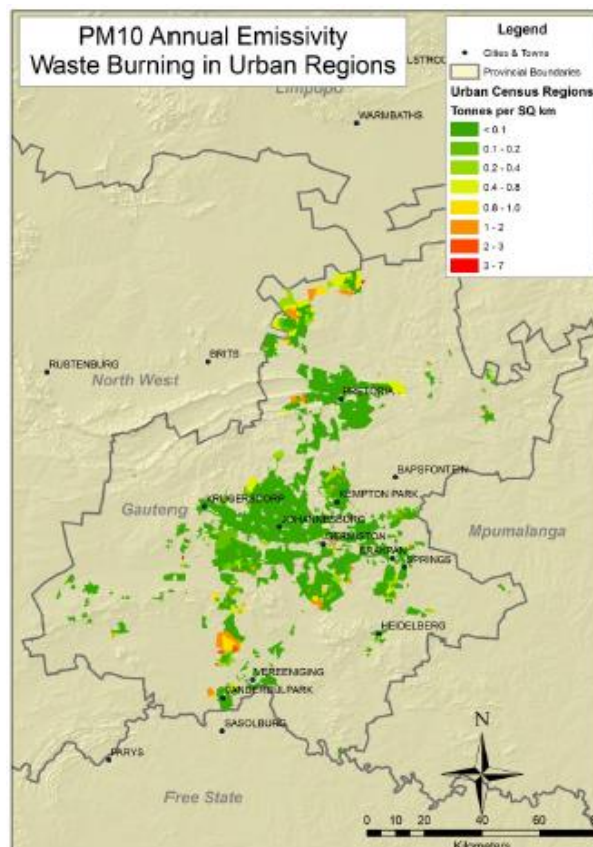 PM10 Annual Emissivity
Waste Burning in Urban Regions
Legend
Cities & Towns
Provincial Boundaries
Urban Census Regions
Tonnes per SQ km
< 0.1
0.1 - 0.2
0.2 - 0.4
0.4 - 0.8
0.8 - 1.0
1 - 2
2 - 3
3 - 7
Limpopo
WARMBATHS
BRITS
RUSTENBURG
North West
PRETORIA
BAPSFONTEIN
KRUGERSDORP
KEMPTON PARK
Gauteng
JOHANNESBURG
Mpumalanga
GERMISTON
BRAKPAN
SPRINGS
HEIDELBERG
VEREENIGING
VANDERBIJLPARK
SASOLBURG
N
PARYS
Free State
0 10 20 40 60 80
Kilometers